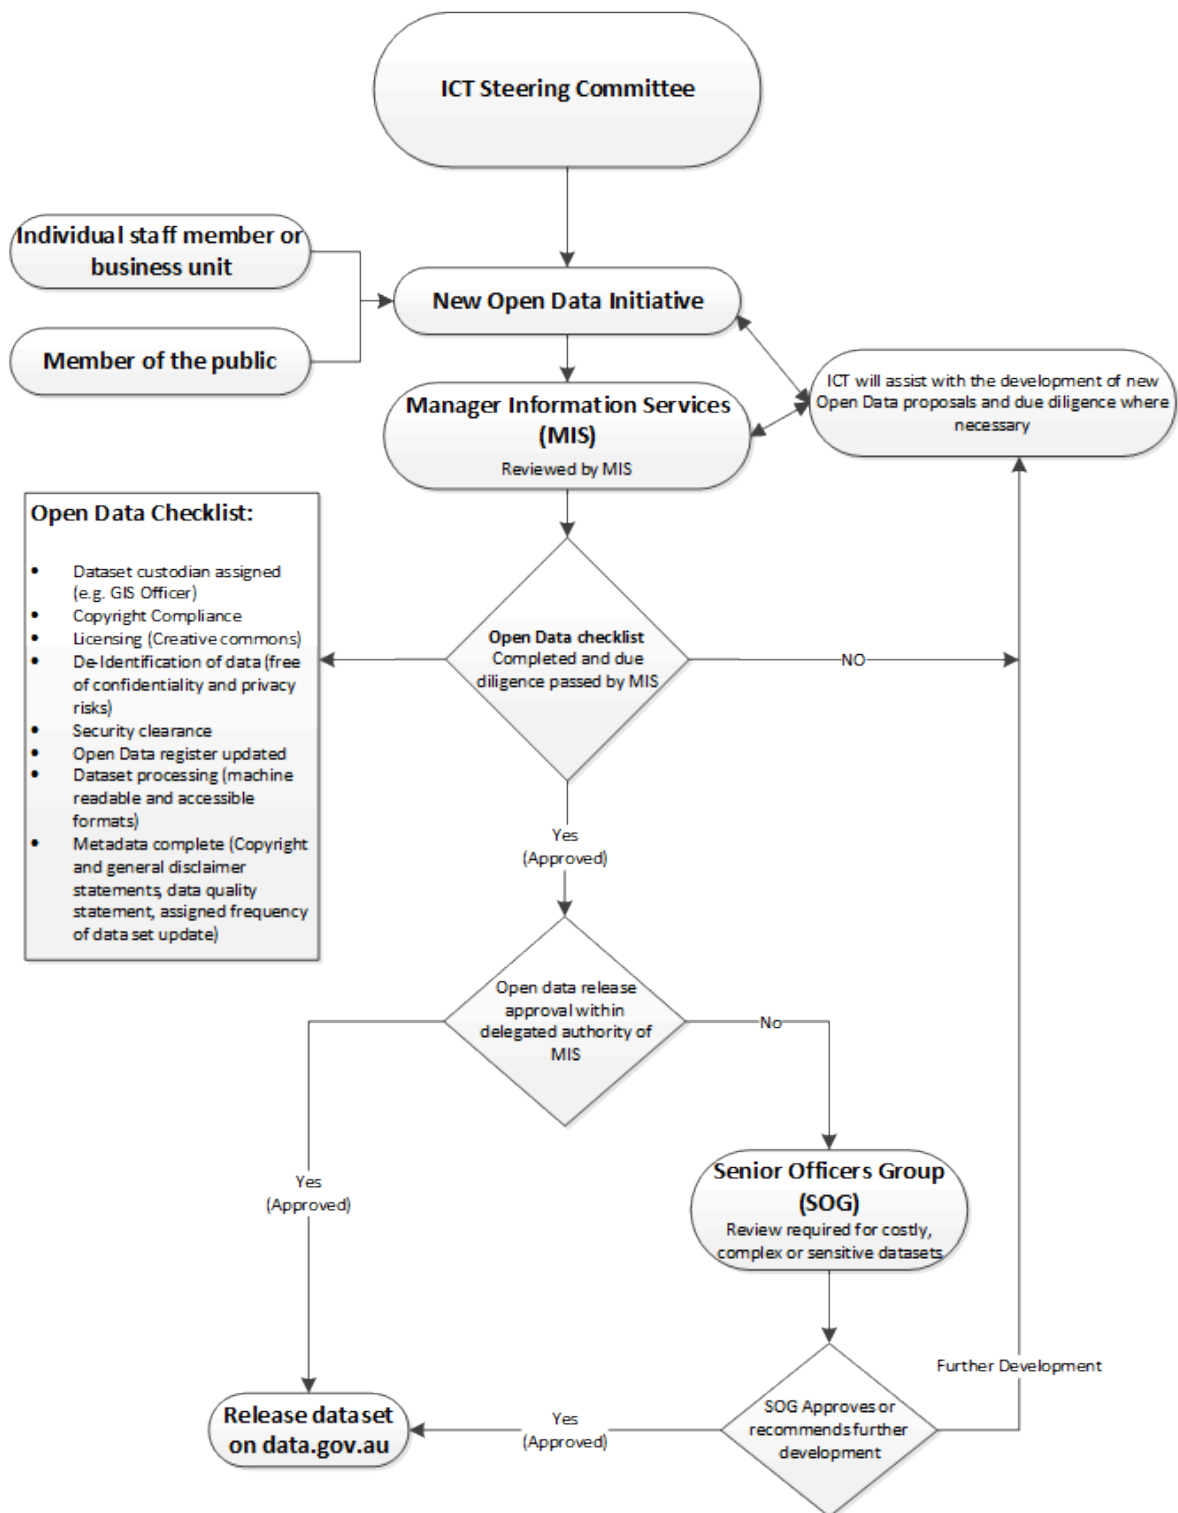 ICT Steering Committee
Individual staff member or
business unit
New Open Data Initiative
Member of the public
ICT will assist with the development of new
Open Data proposals and due diligence where
necessary
Manager Information Services
(MIS)
Reviewed by MIS
Open Data Checklist:
• Dataset custodian assigned
(e.g. GIS Officer)
• Copyright Compliance
• Licensing (Creative commons)
• De-Identification of data (free
of confidentiality and privacy
risks)
• Security clearance
• Open Data register updated
• Dataset processing (machine
readable and accessible
formats)
• Metadata complete (Copyright
and general disclaimer
statements, data quality
statement, assigned frequency
of data set update)
Open Data checklist
Completed and due
diligence passed by MIS
NO
Yes
(Approved)
Open data release
approval within
delegated authority of
MIS
No
Yes
(Approved)
Senior Officers Group
(SOG)
Review required for costly,
complex or sensitive datasets
Further Development
SOG Approves or
recommends further
development
Yes
(Approved)
Release dataset
on data.gov.au